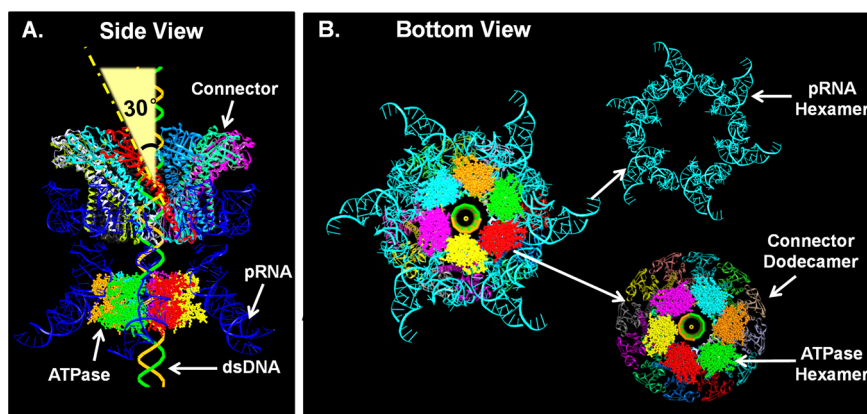 A. Side View
30°
Connector
pRNA
ATPase
dsDNA
B. Bottom View
pRNA
Hexamer
Connector
Dodecamer
ATPase
Hexamer